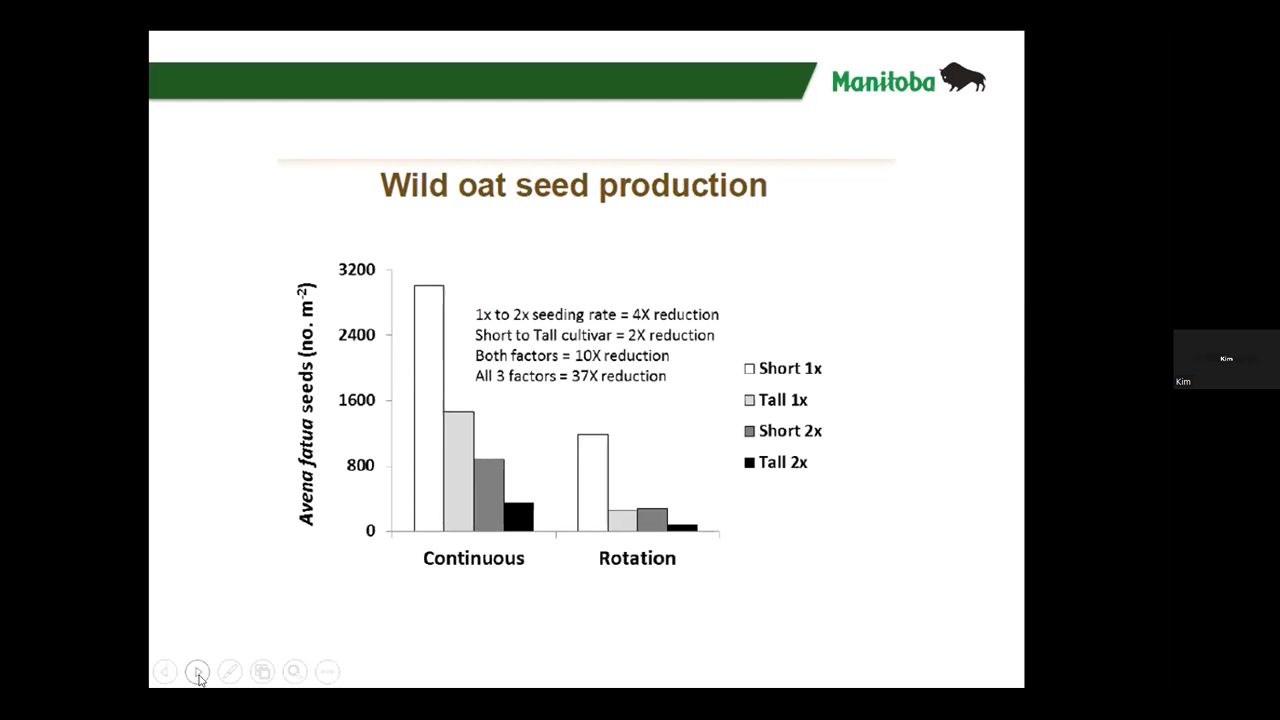 Manitoba
Wild oat seed production
Avena fatua seeds (no. m-2)
3200
2400
1600
800
0
1x to 2x seeding rate = 4X reduction
Short to Tall cultivar = 2X reduction
Both factors = 10X reduction
All 3 factors = 37X reduction
Short 1x
Tall 1x
Short 2x
Tall 2x
Continuous
Rotation
Kim
Kim